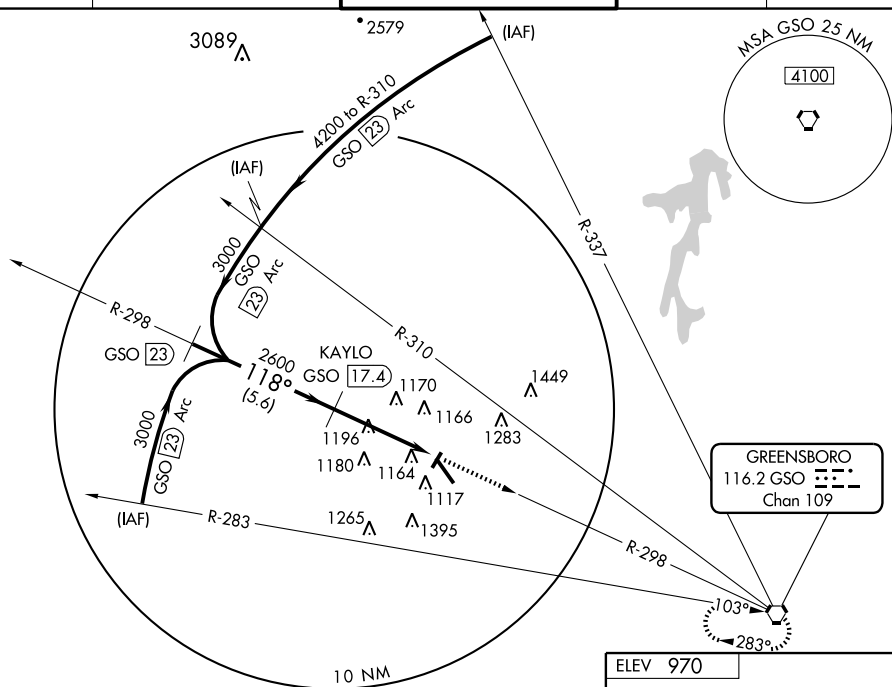 3089
2579
(IAF)
MSA GSO 25 NM
4100
4200 to R-310
GSO 23 Arc
(IAF)
R-337
3000
GSO
23 Arc
R-298
R-310
GSO 23
2600
118°
(5.6)
KAYLO
GSO 17.4
1170
1449
1166
1283
3000
GSO 23 Arc
1196
1180
1164
1117
GREENSBORO
116.2 GSO
Chan 109
(IAF)
R-283
1265
1395
R-298
103°
283°
10 NM
ELEV 970